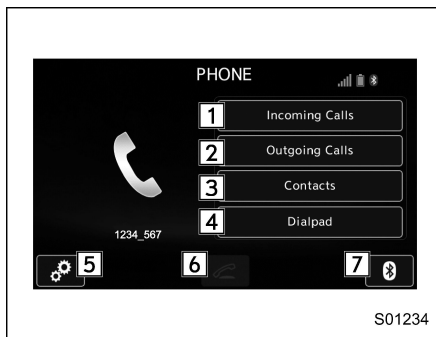 PHONE
1 Incoming Calls
2 Outgoing Calls
3 Contacts
4 Dialpad
1234_567
5 6 7
S01234